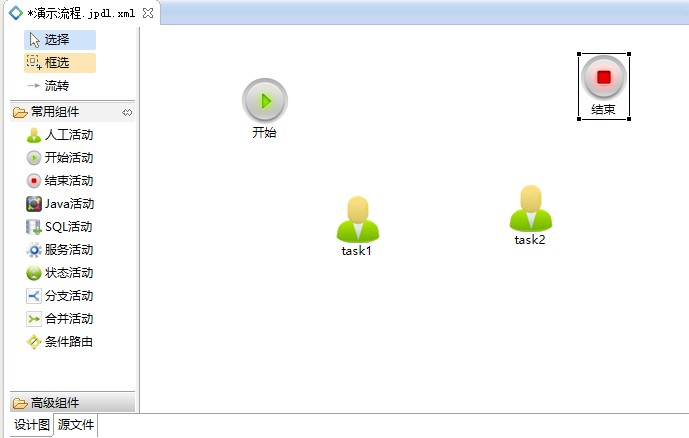 *演示流程.jpdl.xml
选择
框选
流转
常用组件
人工活动
开始活动
结束活动
Java活动
SQL活动
服务活动
状态活动
分支活动
合并活动
条件路由
高级组件
设计图 源文件
开始
结束
task1
task2